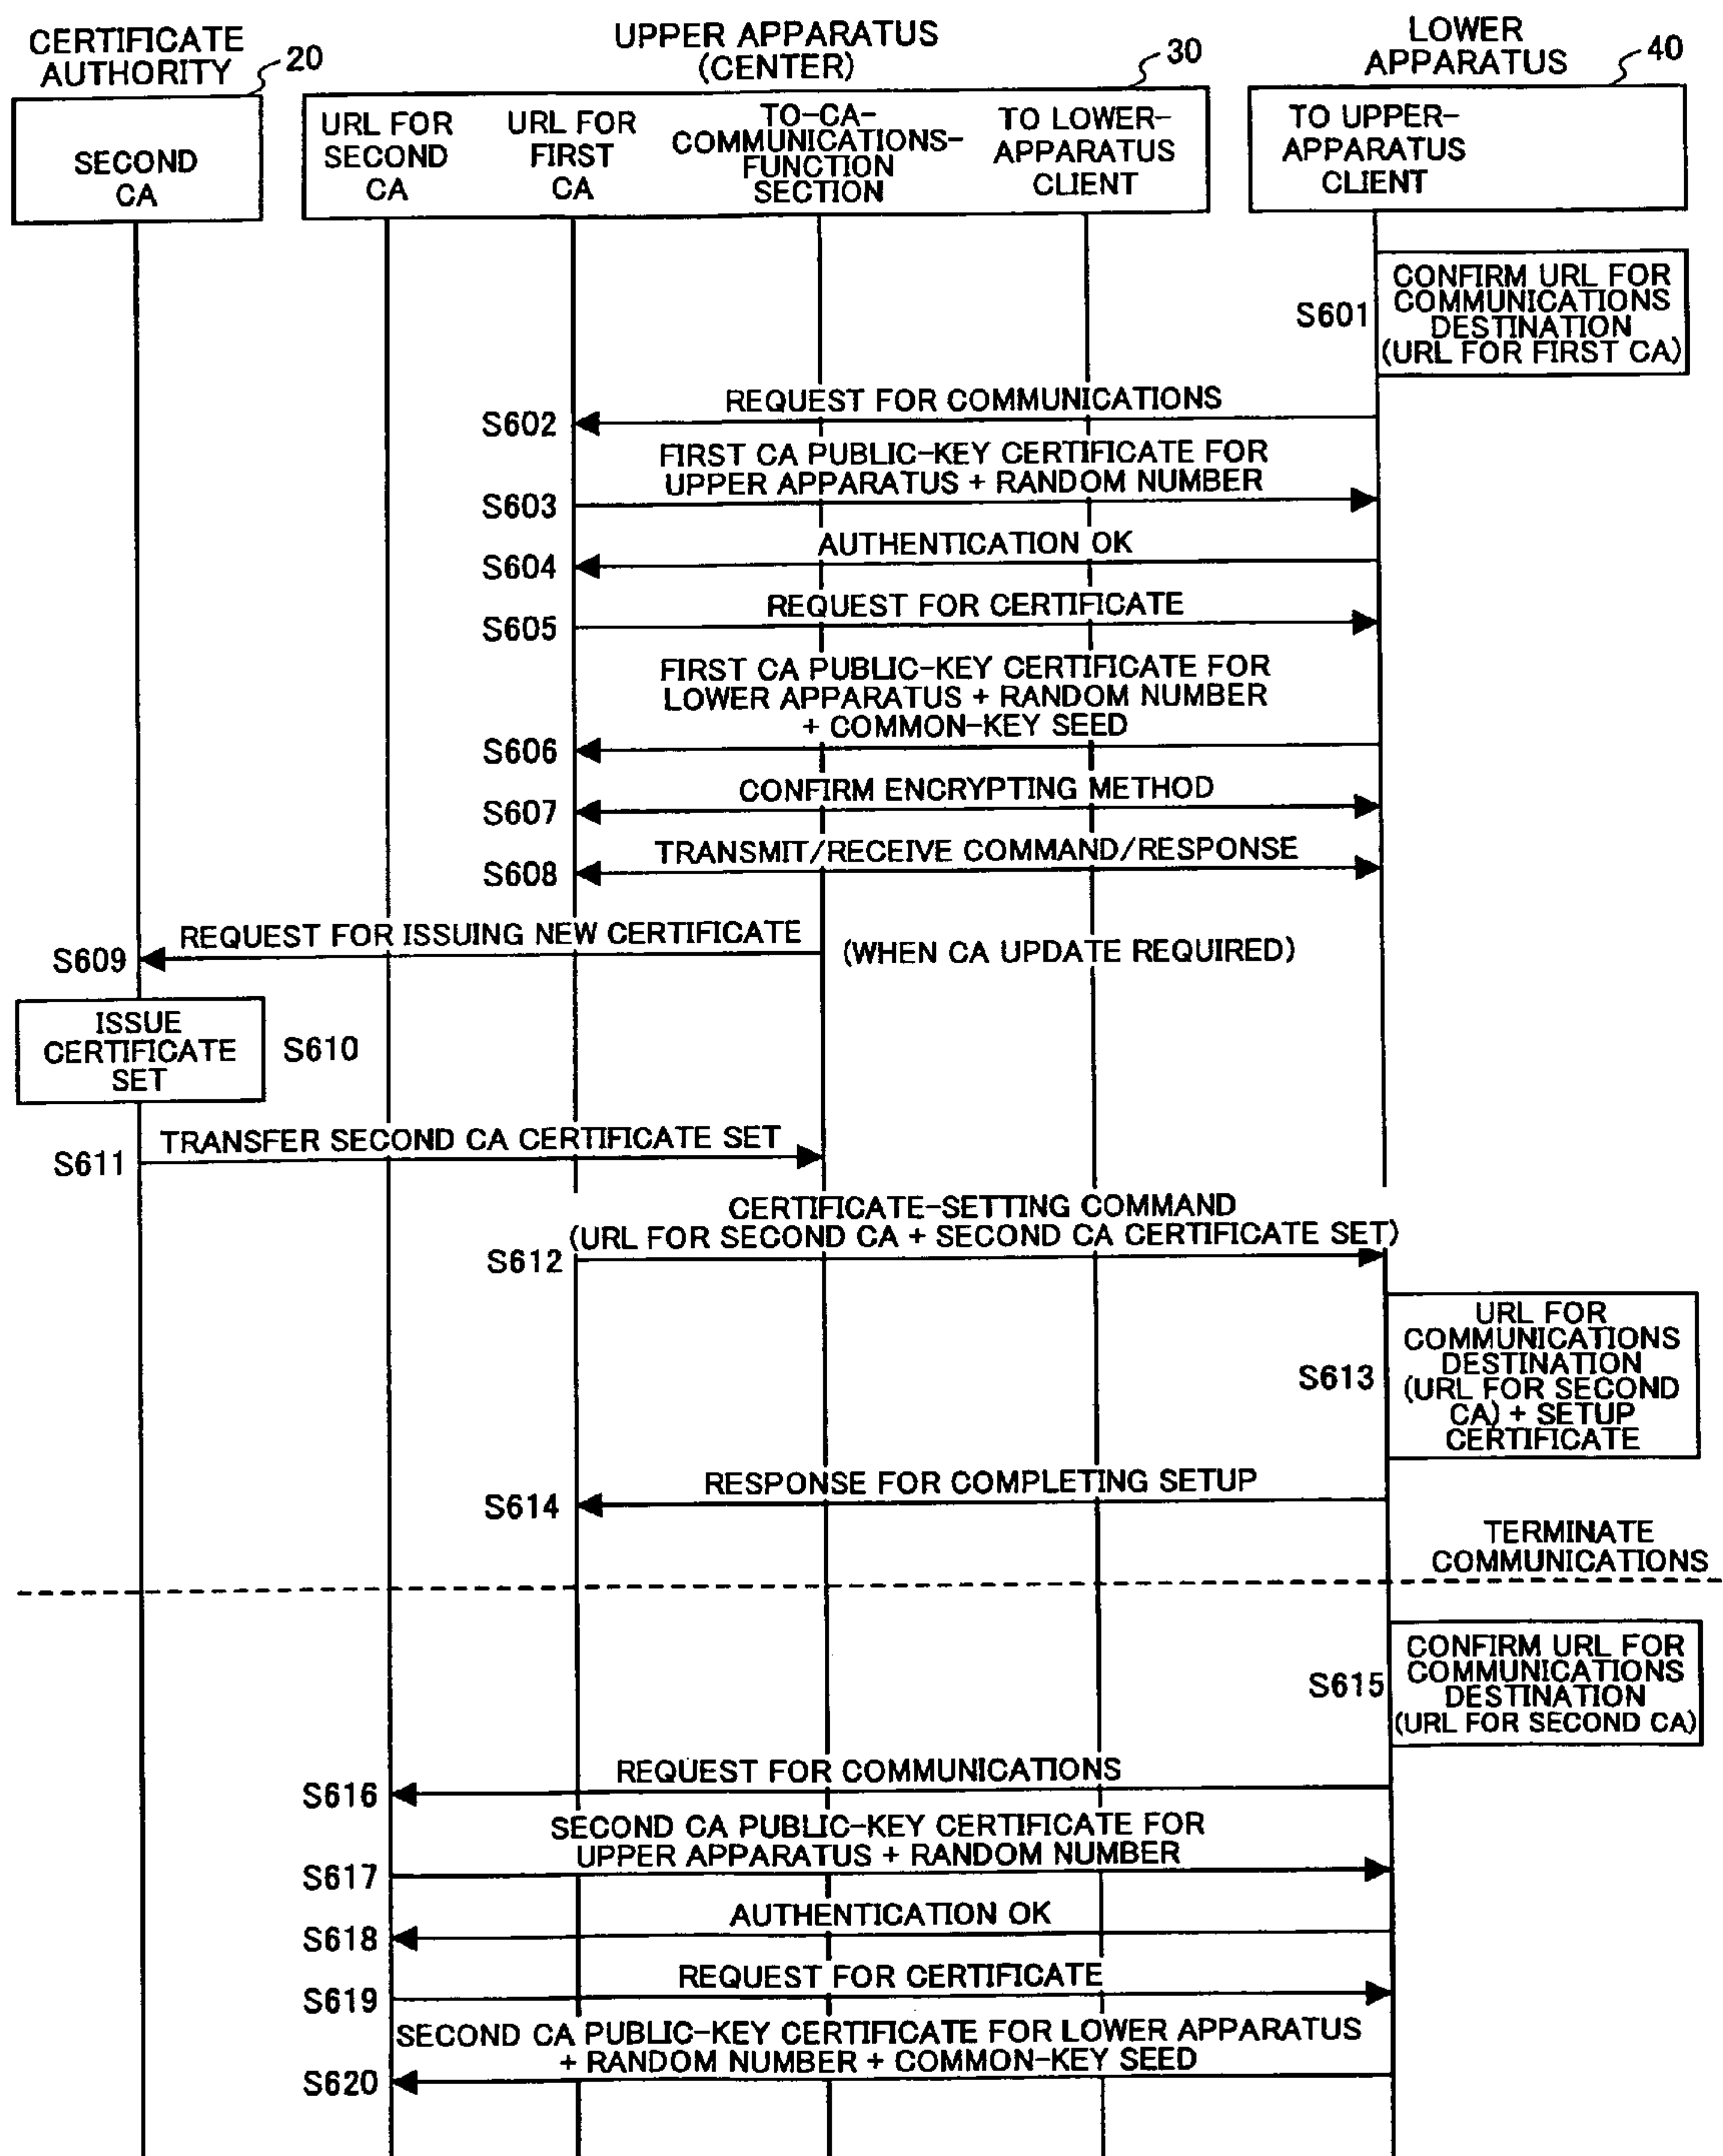 CERTIFICATE
AUTHORITY
20
UPPER APPARATUS
(CENTER)
30
LOWER
APPARATUS
40
SECOND
CA
URL FOR
SECOND
CA
URL FOR
FIRST
CA
TO-CA-
COMMUNICATIONS-
FUNCTION
SECTION
TO LOWER-
APPARATUS
CLIENT
TO UPPER-
APPARATUS
CLIENT
S601
CONFIRM URL FOR
COMMUNICATIONS
DESTINATION
(URL FOR FIRST CA)
REQUEST FOR COMMUNICATIONS
S602
FIRST CA PUBLIC-KEY CERTIFICATE FOR
UPPER APPARATUS + RANDOM NUMBER
S603
AUTHENTICATION OK
S604
REQUEST FOR CERTIFICATE
S605
FIRST CA PUBLIC-KEY CERTIFICATE FOR
LOWER APPARATUS + RANDOM NUMBER
+ COMMON-KEY SEED
S606
CONFIRM ENCRYPTING METHOD
S607
TRANSMIT/RECEIVE COMMAND/RESPONSE
S608
REQUEST FOR ISSUING NEW CERTIFICATE
S609
(WHEN CA UPDATE REQUIRED)
ISSUE
CERTIFICATE
SET
S610
TRANSFER SECOND CA CERTIFICATE SET
S611
CERTIFICATE-SETTING COMMAND
(URL FOR SECOND CA + SECOND CA CERTIFICATE SET)
S612
S613
URL FOR
COMMUNICATIONS
DESTINATION
(URL FOR SECOND
CA) + SETUP
CERTIFICATE
RESPONSE FOR COMPLETING SETUP
S614
TERMINATE
COMMUNICATIONS
S615
CONFIRM URL FOR
COMMUNICATIONS
DESTINATION
(URL FOR SECOND CA)
REQUEST FOR COMMUNICATIONS
S616
SECOND CA PUBLIC-KEY CERTIFICATE FOR
UPPER APPARATUS + RANDOM NUMBER
S617
AUTHENTICATION OK
S618
REQUEST FOR CERTIFICATE
S619
SECOND CA PUBLIC-KEY CERTIFICATE FOR LOWER APPARATUS
+ RANDOM NUMBER + COMMON-KEY SEED
S620